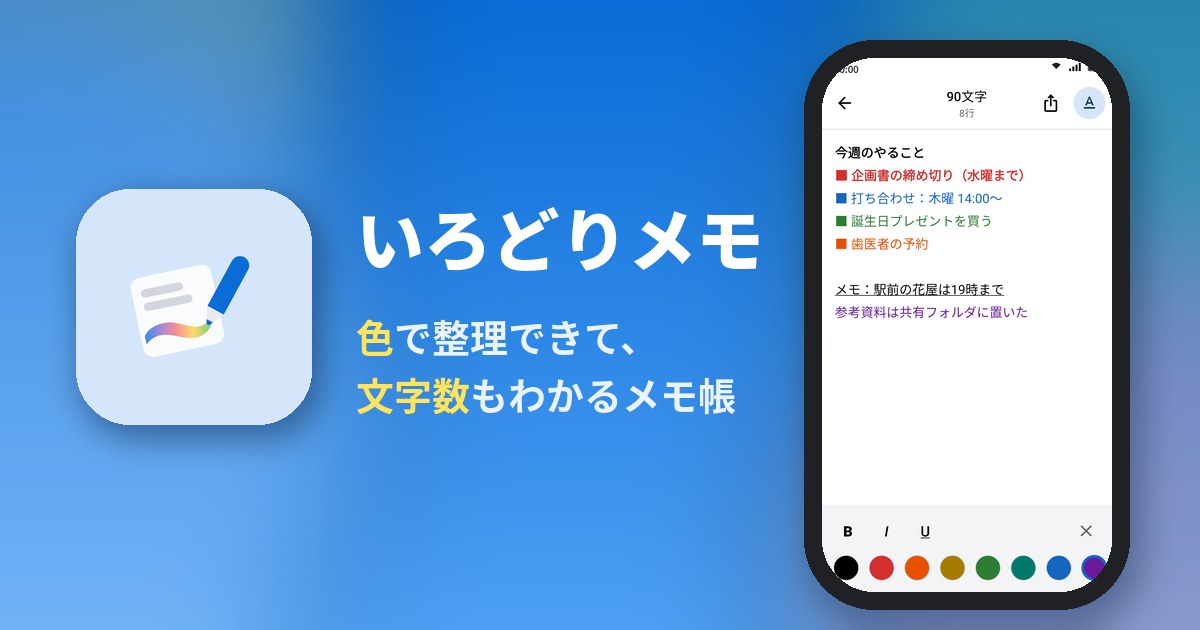 いろどりメモ
色で整理できて、
文字数もわかるメモ帳
:00
90文字
8行
A
今週のやること
■ 企画書の締め切り（水曜まで）
■ 打ち合わせ：木曜 14:00〜
■ 誕生日プレゼントを買う
■ 歯医者の予約
メモ：駅前の花屋は19時まで
参考資料は共有フォルダに置いた
B I U